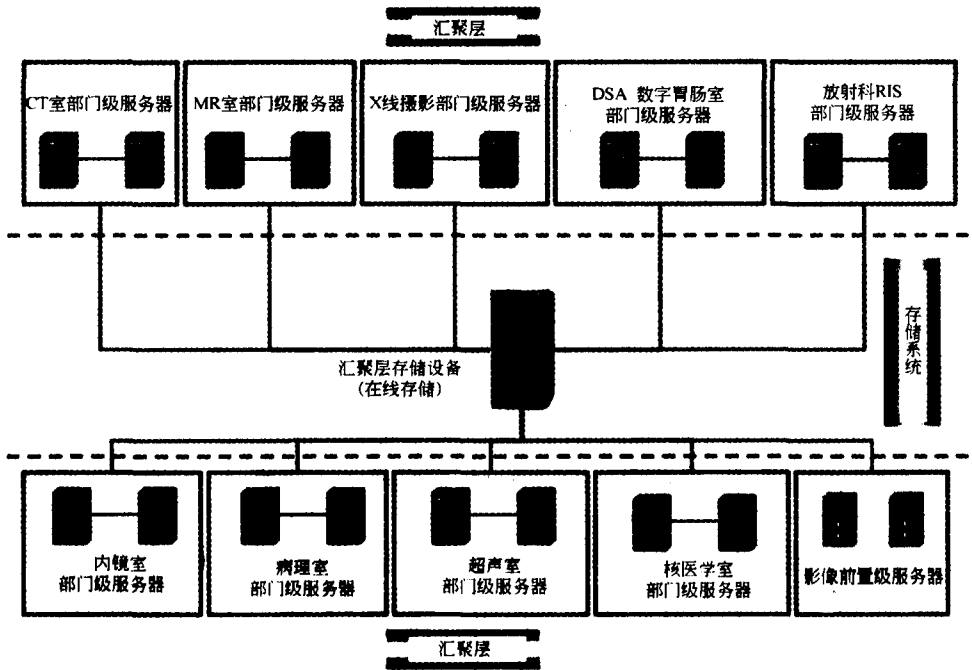 汇聚层
CT室部门级服务器
MR室部门级服务器
X线摄影部门级服务器
DSA 数字胃肠室
部门级服务器
放射科RIS
部门级服务器
汇聚层存储设备
(在线存储)
存储系统
内镜室
部门级服务器
病理室
部门级服务器
超声室
部门级服务器
核医学室
部门级服务器
影像前置级服务器
汇聚层